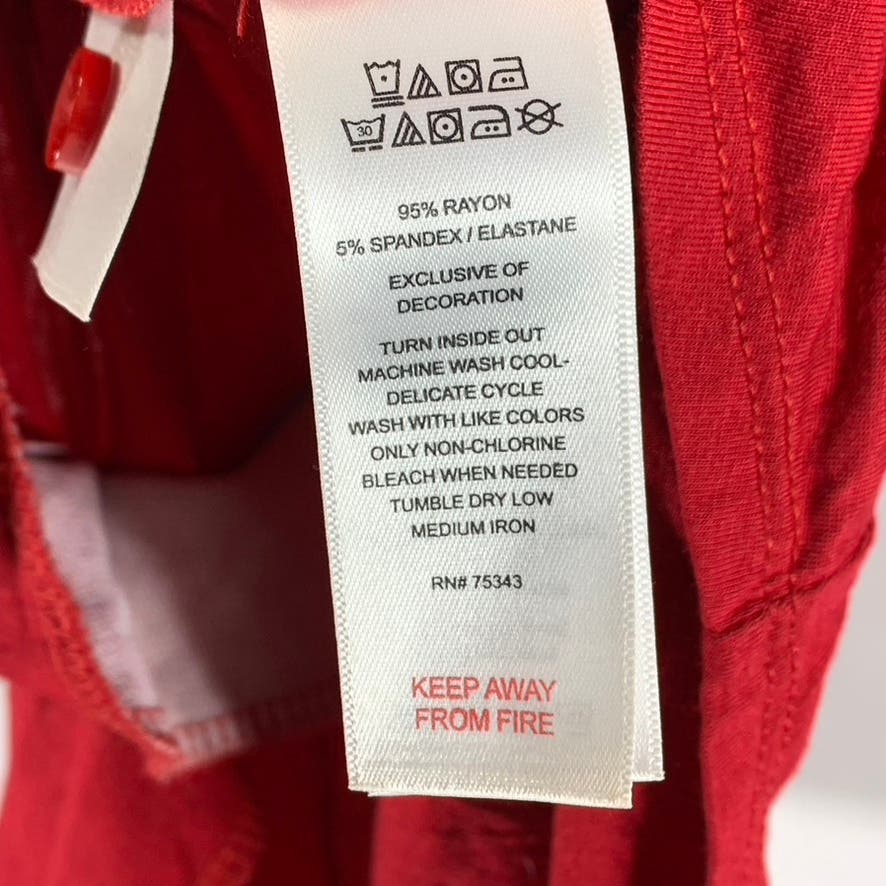 30
95% RAYON
5% SPANDEX / ELASTANE
EXCLUSIVE OF
DECORATION
TURN INSIDE OUT
MACHINE WASH COOL-
DELICATE CYCLE
WASH WITH LIKE COLORS
ONLY NON-CHLORINE
BLEACH WHEN NEEDED
TUMBLE DRY LOW
MEDIUM IRON
RN# 75343
KEEP AWAY
FROM FIRE